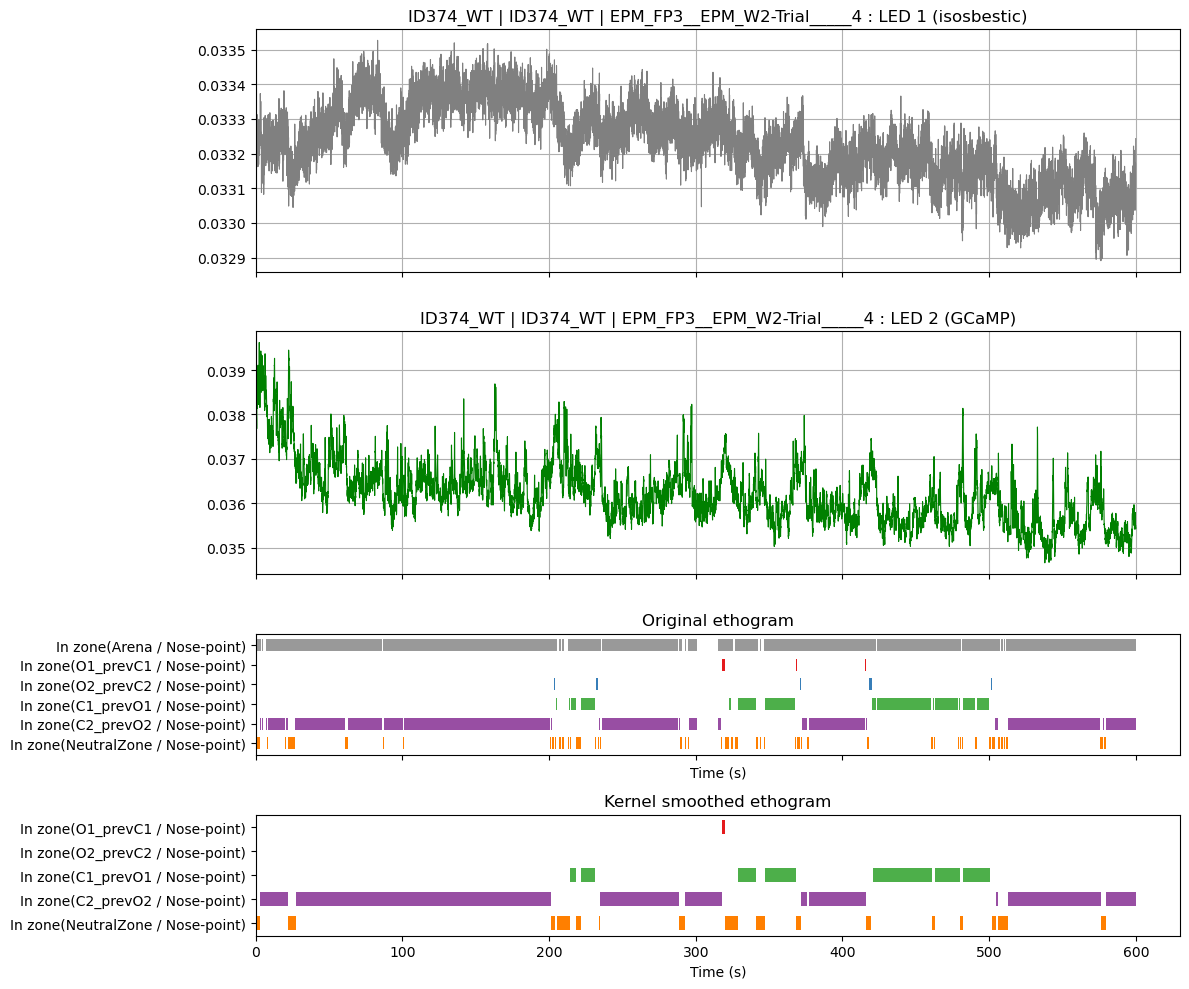 ID374_WT | ID374_WT | EPM_FP3__EPM_W2-Trial_____4 : LED 1 (isosbestic)
0.0335
0.0334
0.0333
0.0332
0.0331
0.0330
0.0329
ID374_WT | ID374_WT | EPM_FP3__EPM_W2-Trial_____4 : LED 2 (GCaMP)
0.039
0.038
0.037
0.036
0.035
Original ethogram
In zone(Arena / Nose-point)
In zone(O1_prevC1 / Nose-point)
In zone(O2_prevC2 / Nose-point)
In zone(C1_prevO1 / Nose-point)
In zone(C2_prevO2 / Nose-point)
In zone(NeutralZone / Nose-point)
Time (s)
Kernel smoothed ethogram
In zone(O1_prevC1 / Nose-point)
In zone(O2_prevC2 / Nose-point)
In zone(C1_prevO1 / Nose-point)
In zone(C2_prevO2 / Nose-point)
In zone(NeutralZone / Nose-point)
0 100 200 300 400 500 600
Time (s)